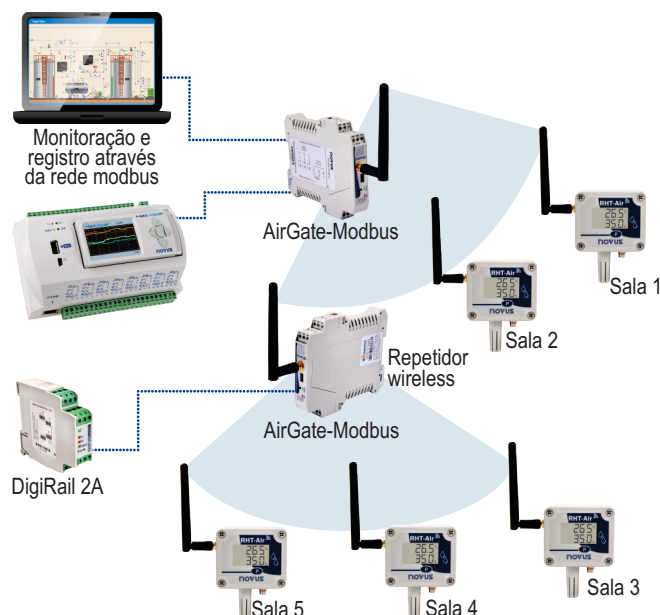 Monitoração e
registro através
da rede modbus
AirGate-Modbus
novus
RHT-Air
26.5
35.0
P
novus
Sala 1
RHT-Air
26.5
35.0
P
novus
Sala 2
Repetidor
wireless
AirGate-Modbus
DigiRail 2A
RHT-Air
26.5
35.0
P
novus
Sala 3
RHT-Air
26.5
35.0
P
novus
Sala 4
RHT-Air
26.5
35.0
P
novus
Sala 5